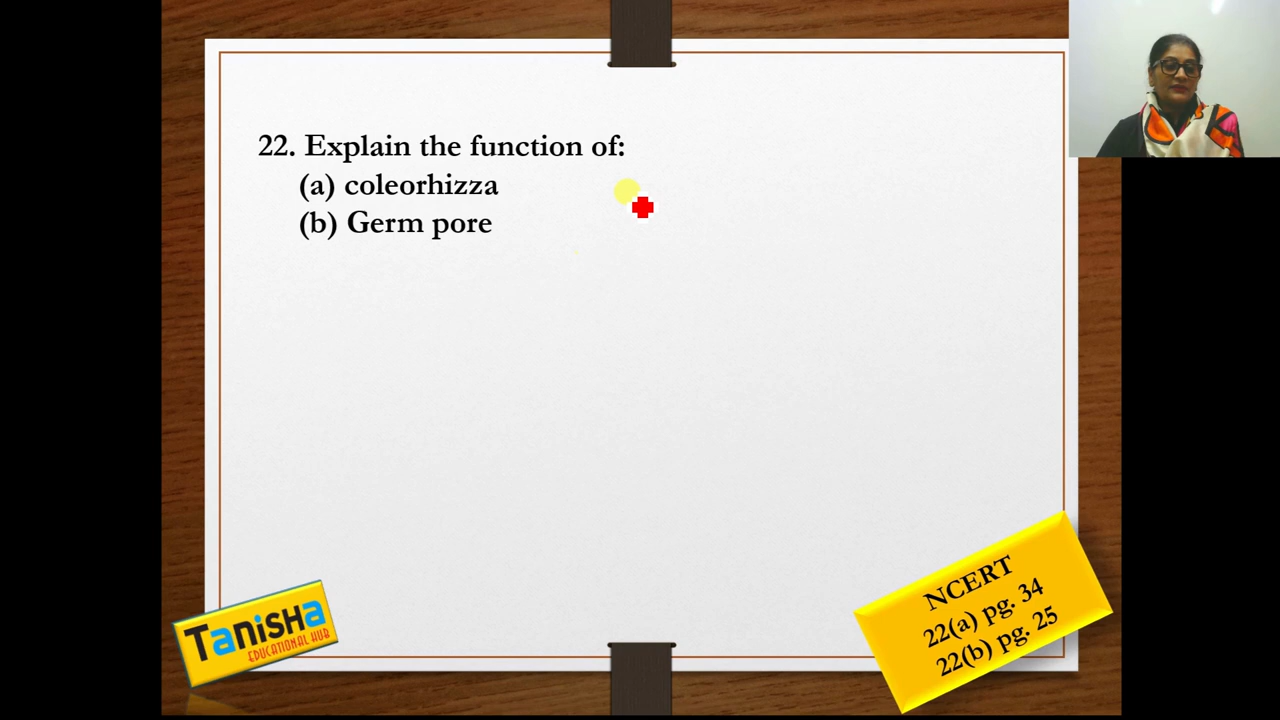 22. Explain the function of:
(a) coleorhizza
(b) Germ pore
NCERT
22(a) pg. 34
22(b) pg. 25
TaNiSHa
EDUCATIONAL HUB